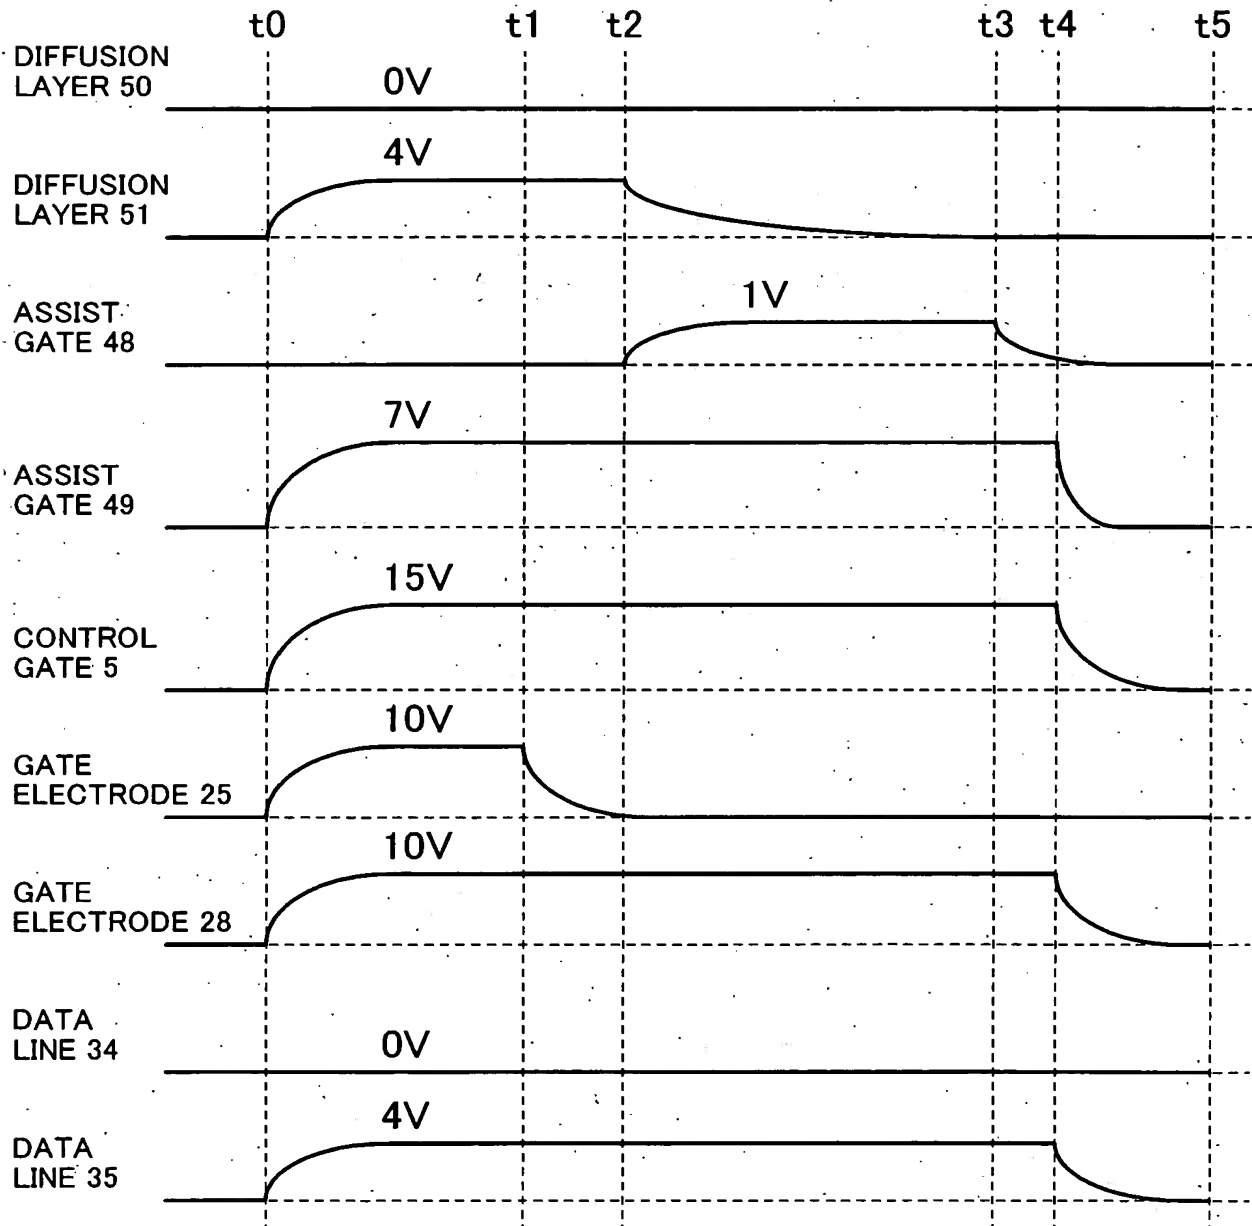 t0 t1 t2 t3 t4 t5
DIFFUSION
LAYER 50
0V
4V
DIFFUSION
LAYER 51
1V
ASSIST
GATE 48
7V
ASSIST
GATE 49
15V
CONTROL
GATE 5
10V
GATE
ELECTRODE 25
10V
GATE
ELECTRODE 28
DATA
LINE 34
0V
4V
DATA
LINE 35